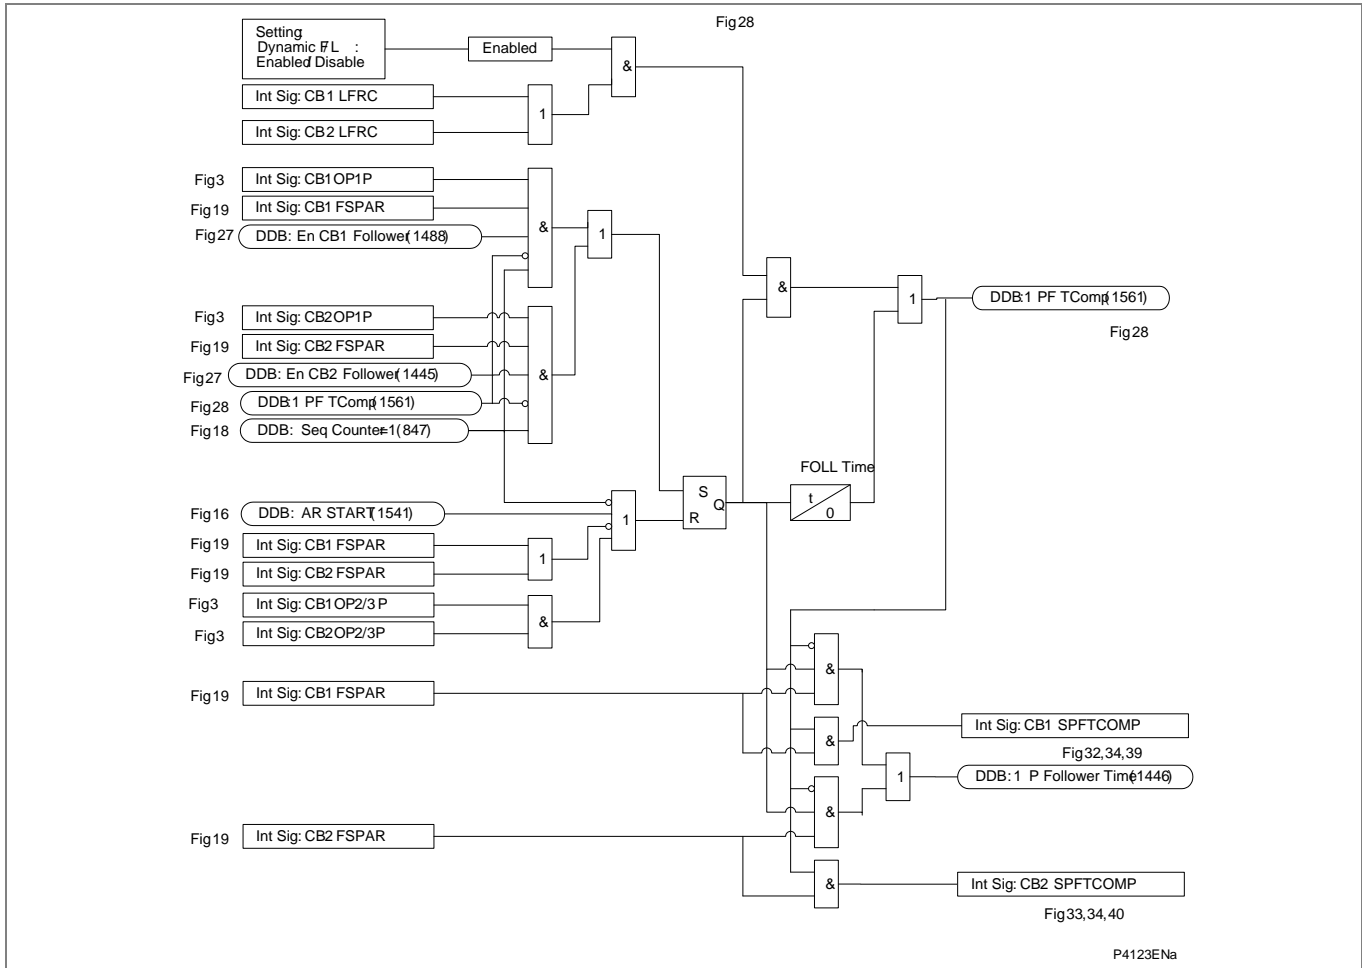 Fig28
Setting
Dynamic F/L :
Enabled/Disable
Enabled
&
Int Sig: CB1 LFRC
1
Int Sig: CB2 LFRC
Fig3
Int Sig: CB1OP1P
Fig19
Int Sig: CB1 FSPAR
Fig27
DDB: En CB1 Follower(1488)
&
1
&
1
DDB:1 PF TComp(1561)
Fig28
Fig3
Int Sig: CB2OP1P
Fig19
Int Sig: CB2 FSPAR
Fig27
DDB: En CB2 Follower(1445)
&
Fig28
DDB:1 PF TComp(1561)
Fig18
DDB: Seq Counter=1(847)
FOLL Time
S
Q
R
t
0
Fig16
DDB: AR START(1541)
1
Fig19
Int Sig: CB1 FSPAR
1
Fig19
Int Sig: CB2 FSPAR
Fig3
Int Sig: CB1OP2/3 P
&
Fig3
Int Sig: CB2OP2/3P
Fig19
Int Sig: CB1 FSPAR
&
&
Int Sig: CB1 SPFTCOMP
Fig32,34,39
1
DDB: 1 P Follower Time(1446)
&
Fig19
Int Sig: CB2 FSPAR
&
Int Sig: CB2 SPFTCOMP
Fig33,34,40
P4123ENa